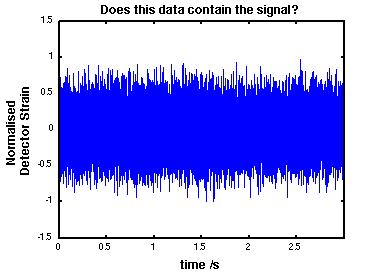 Does this data contain the signal?
1.5
1
0.5
0
-0.5
-1
-1.5
Normalised
Detector Strain
0 0.5 1 1.5 2 2.5
time /s